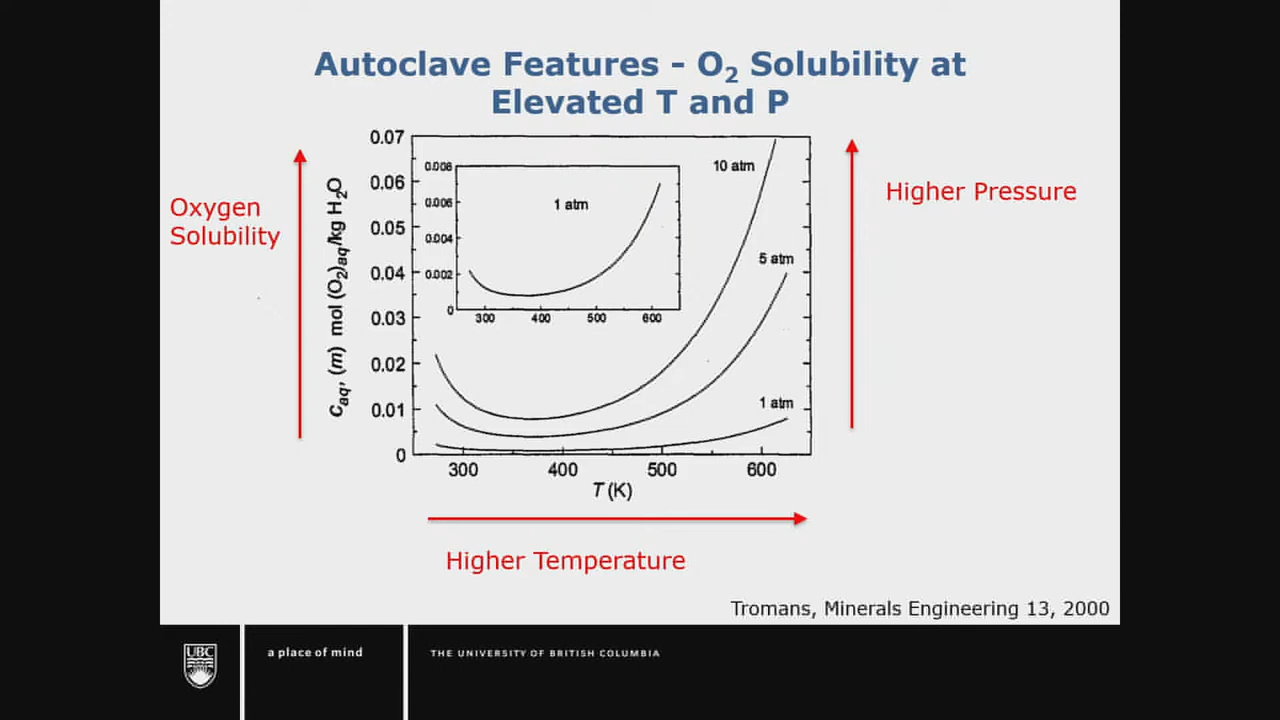 Autoclave Features - O₂ Solubility at
Elevated T and P
Oxygen
Solubility
Higher Pressure
c_aq, (m) mol (O₂)_aq/kg H₂O
0.07
0.06
0.05
0.04
0.03
0.02
0.01
0
0.008
0.006
0.004
0.002
0
1 atm
300 400 500 600
10 atm
5 atm
1 atm
300 400 500 600
T (K)
Higher Temperature
Tromans, Minerals Engineering 13, 2000
UBC
a place of mind
THE UNIVERSITY OF BRITISH COLUMBIA